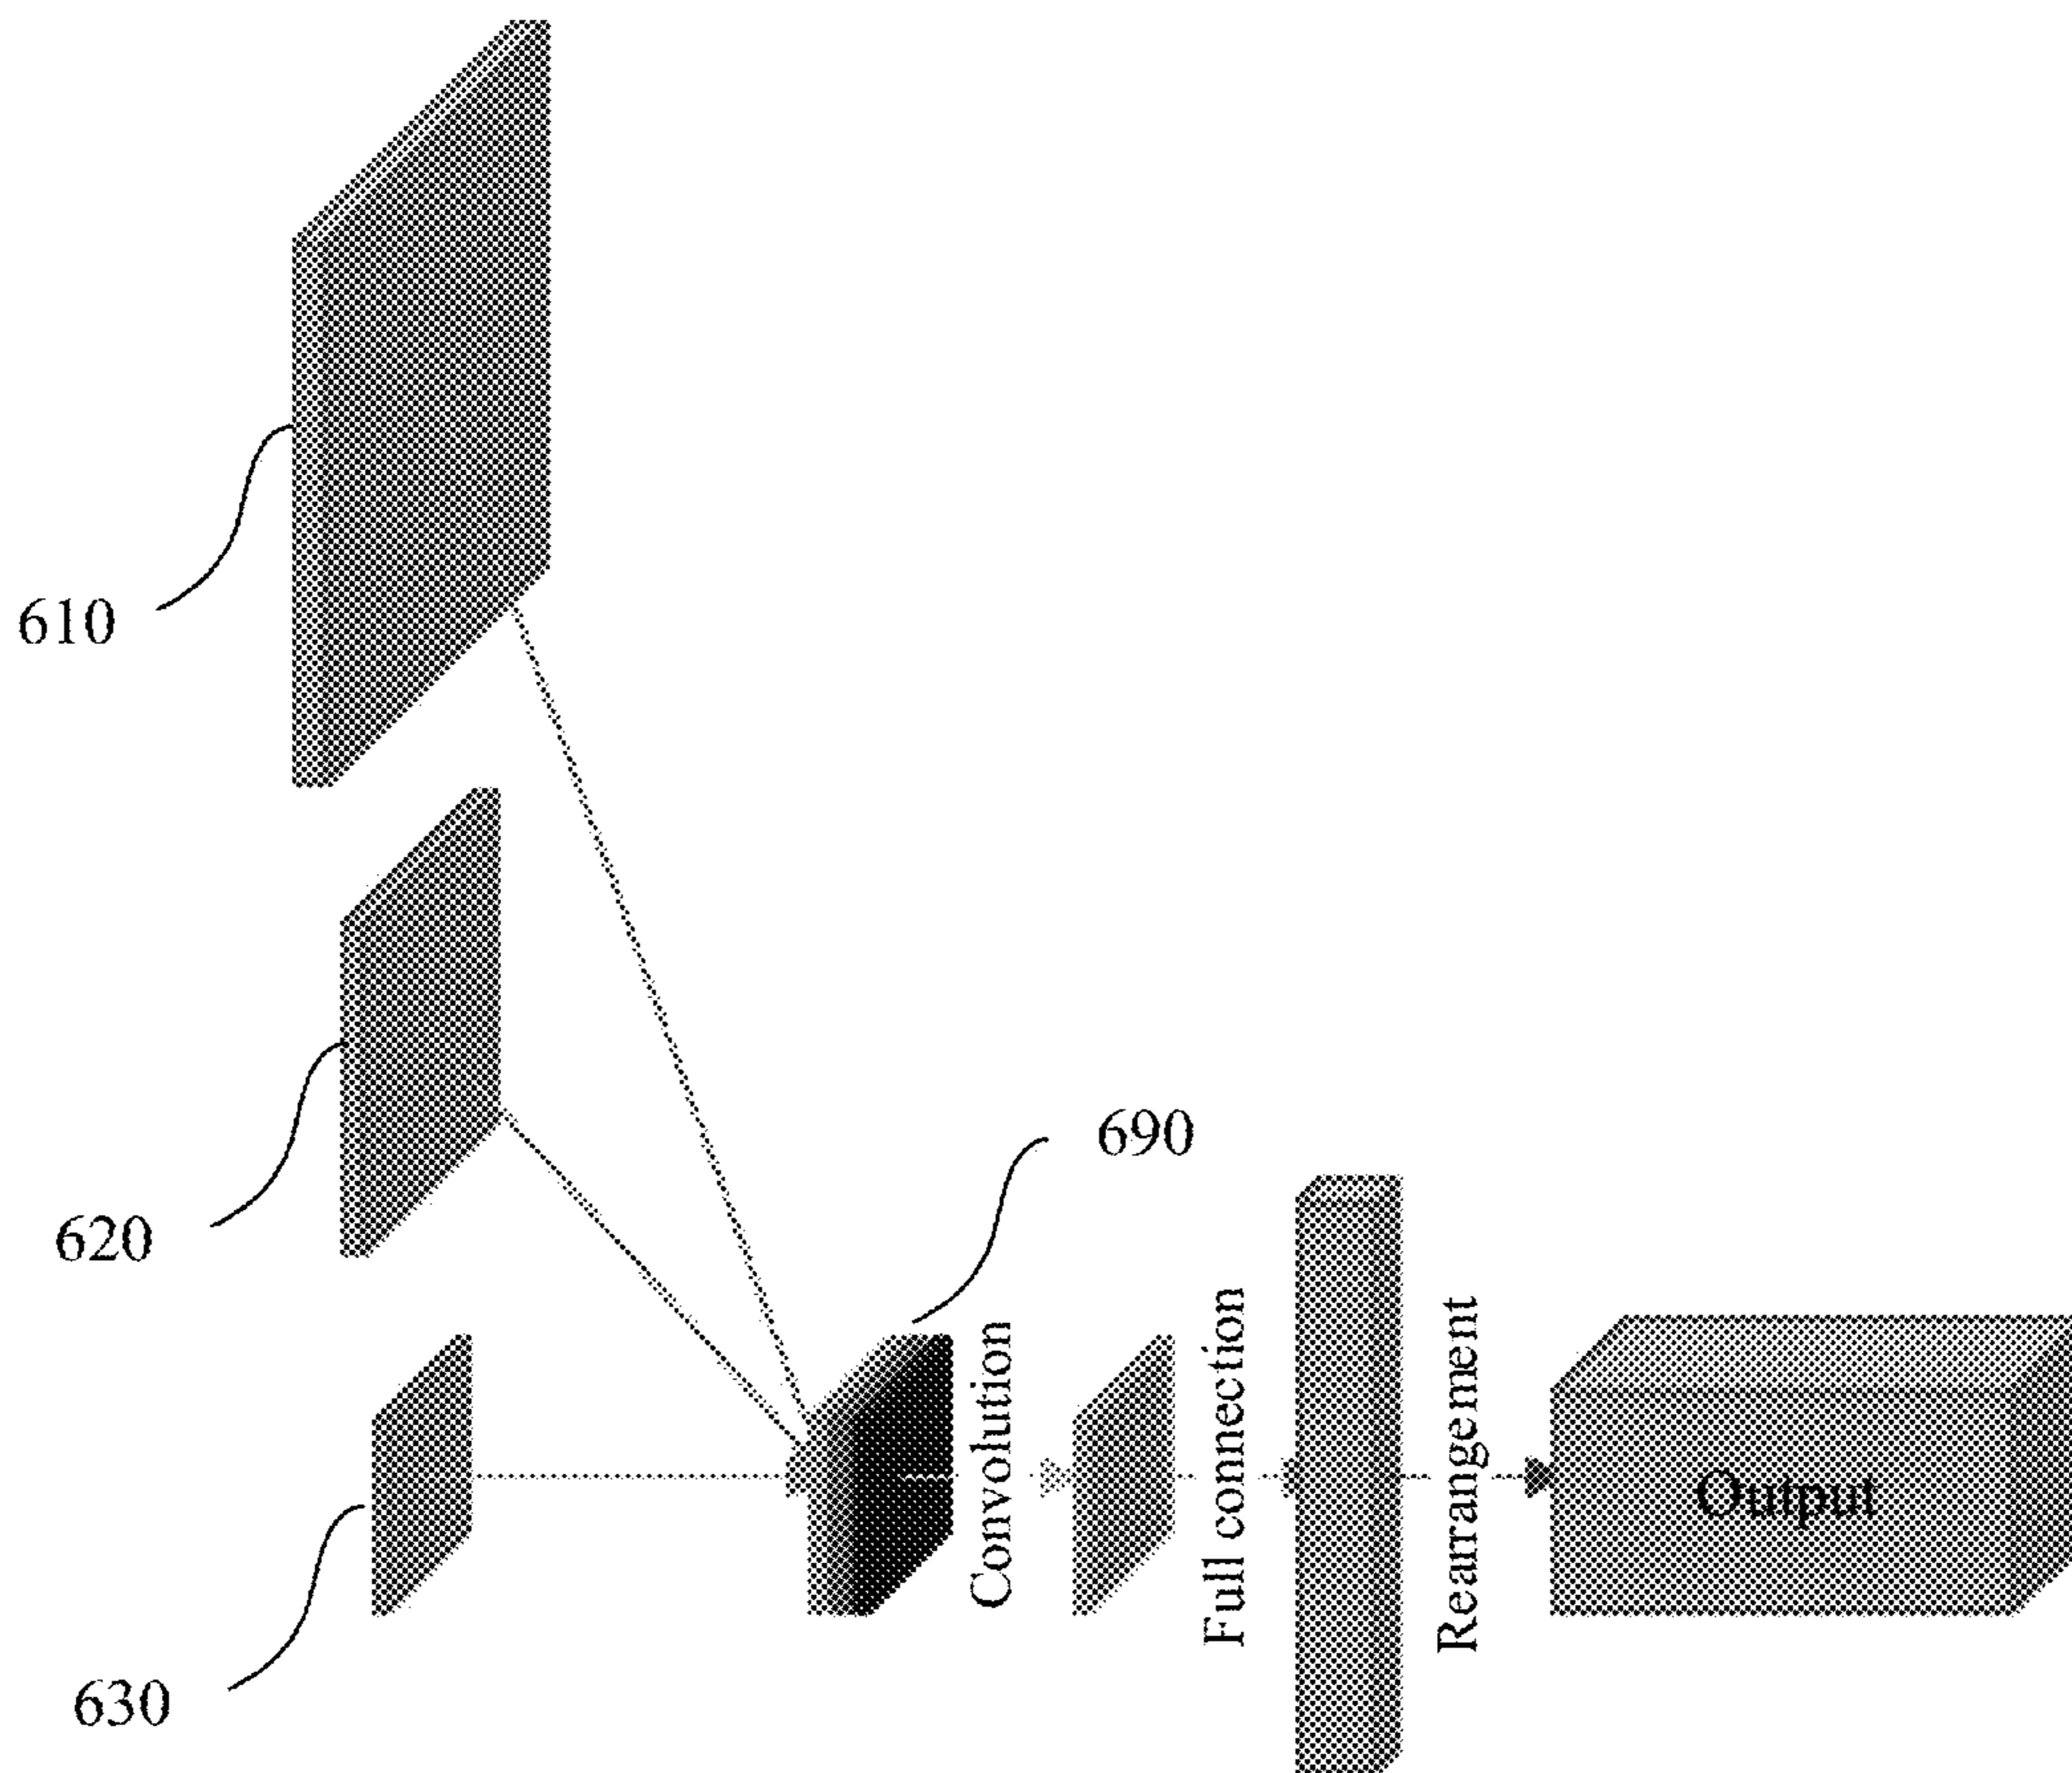 610
620
690
630
Convolution
Full connection
Rearrangement
Output